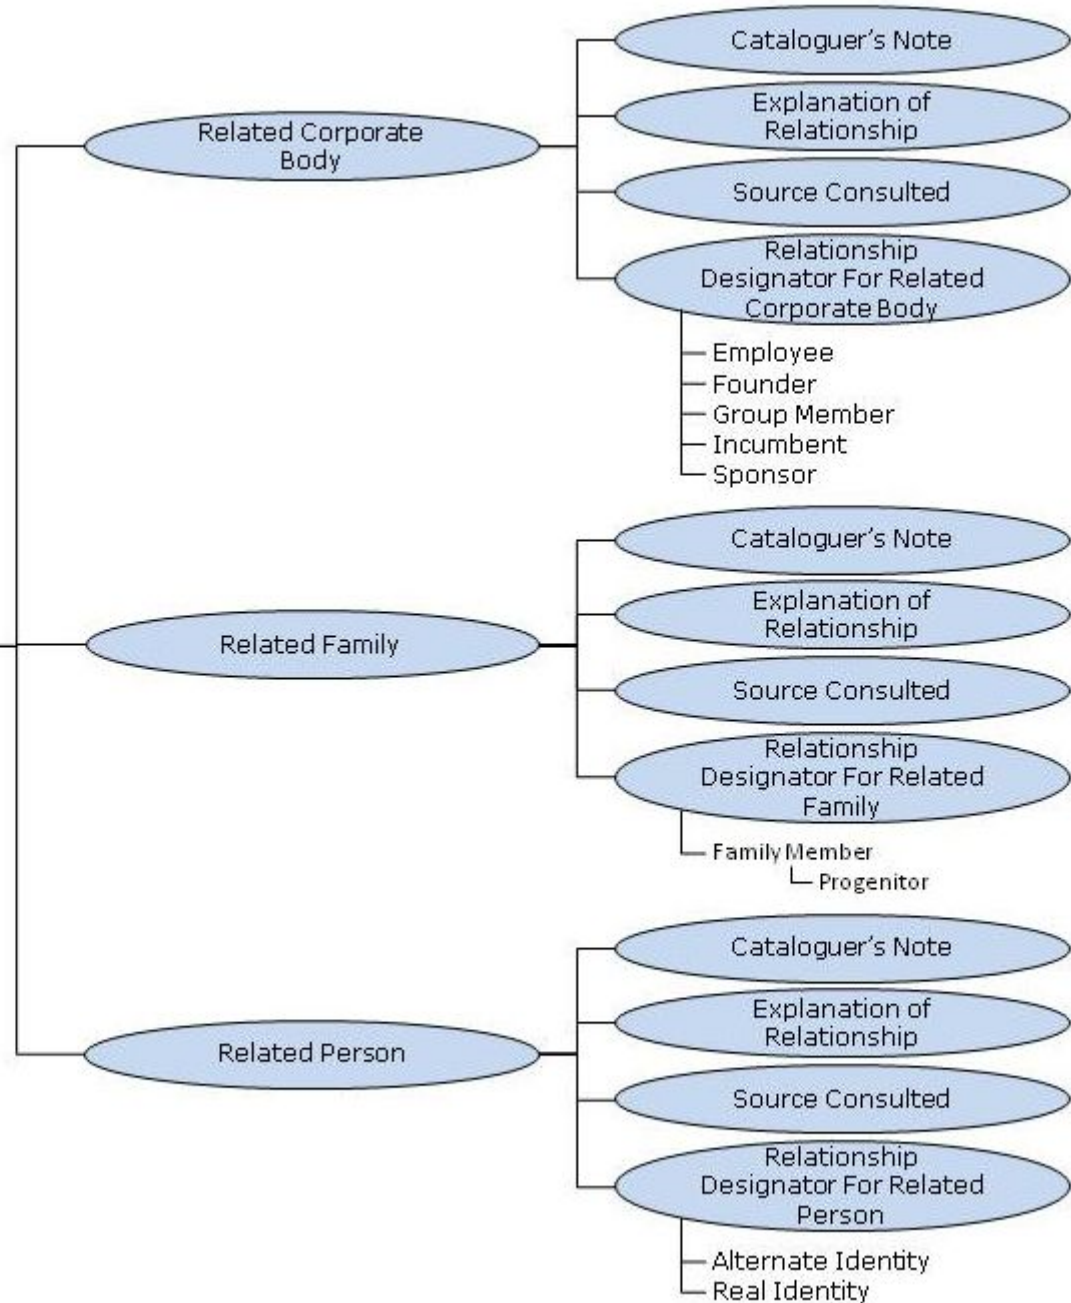 Cataloguer's Note
Explanation of
Relationship
Related Corporate
Body
Source Consulted
Relationship
Designator For Related
Corporate Body
Employee
Founder
Group Member
Incumbent
Sponsor
Cataloguer's Note
Explanation of
Relationship
Related Family
Source Consulted
Relationship
Designator For Related
Family
Family Member
Progenitor
Cataloguer's Note
Explanation of
Relationship
Related Person
Source Consulted
Relationship
Designator For Related
Person
Alternate Identity
Real Identity